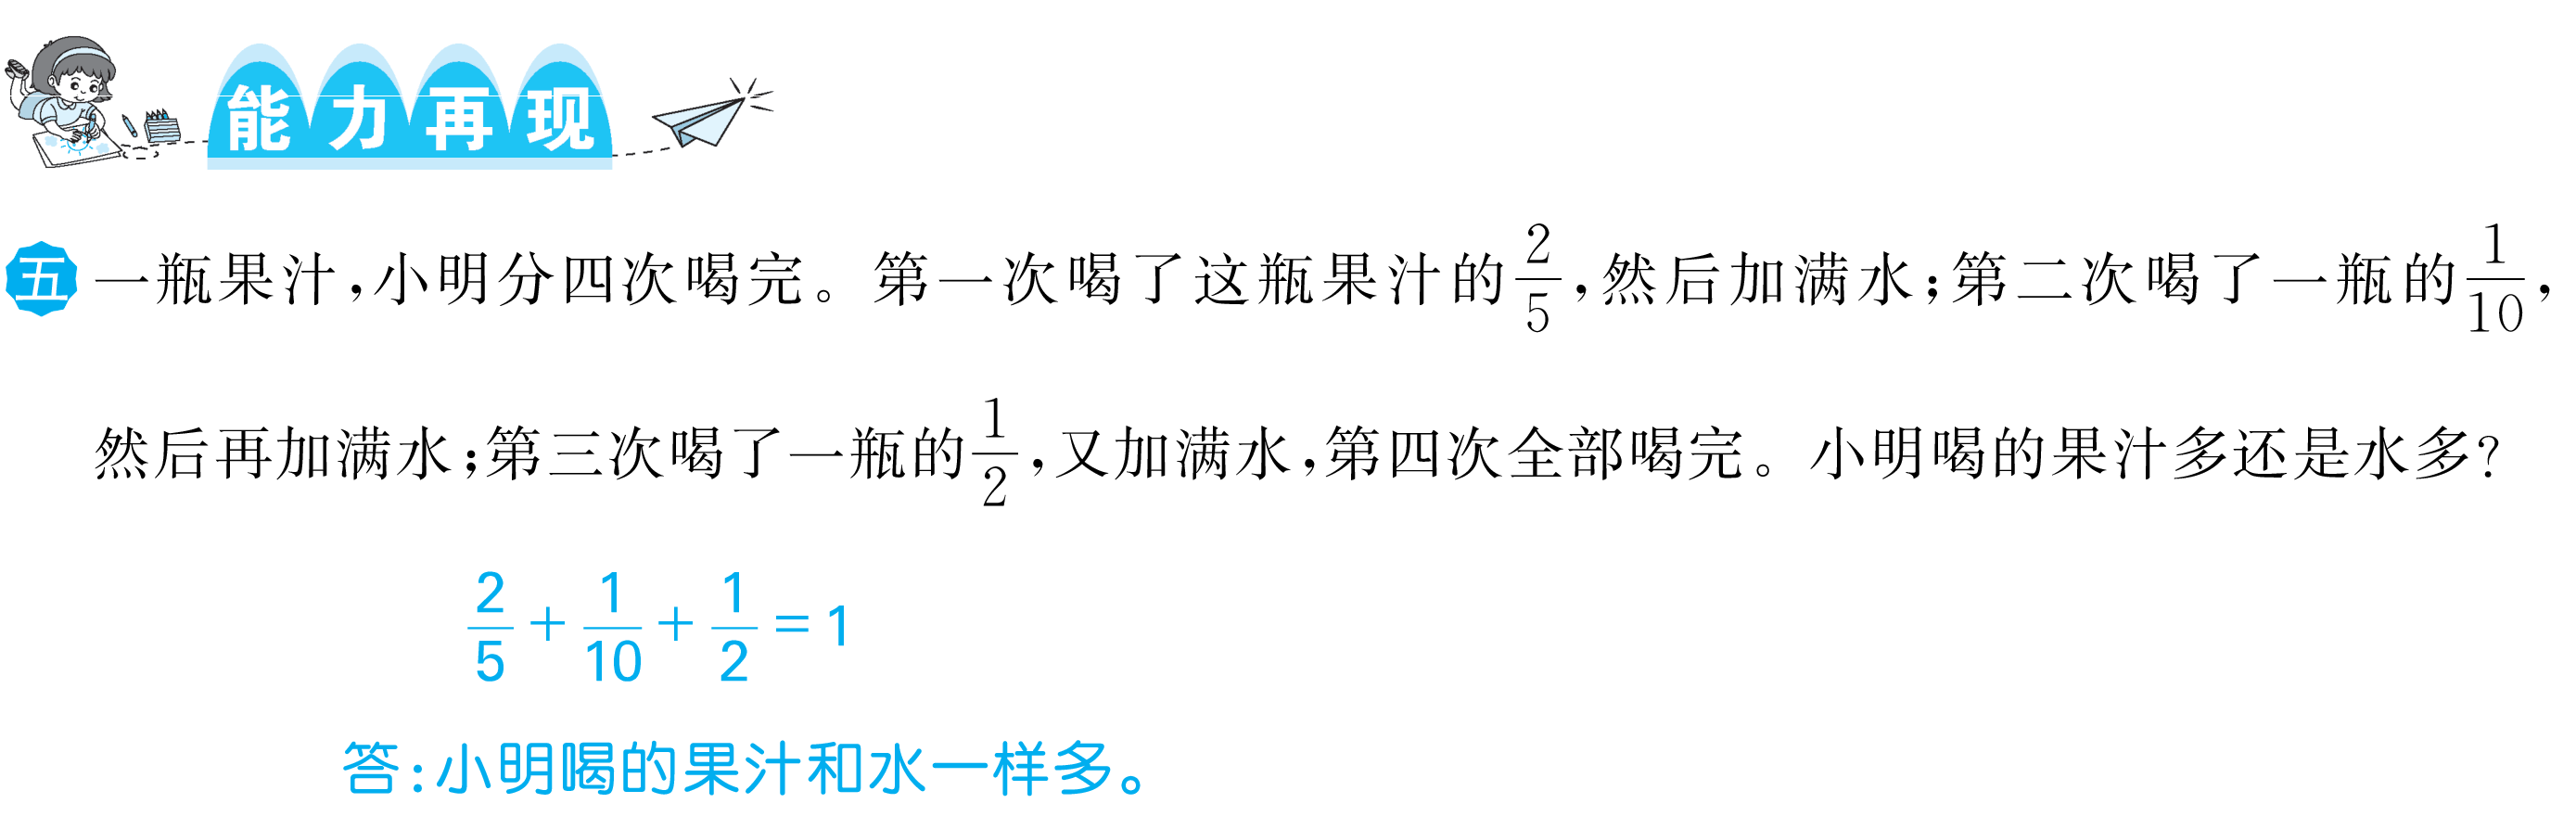 能力再现
五 一瓶果汁,小明分四次喝完。第一次喝了这瓶果汁的2/5,然后加满水;第二次喝了一瓶的1/10,
然后再加满水;第三次喝了一瓶的1/2,又加满水,第四次全部喝完。小明喝的果汁多还是水多?
2/5+1/10+1/2=1
答:小明喝的果汁和水一样多。